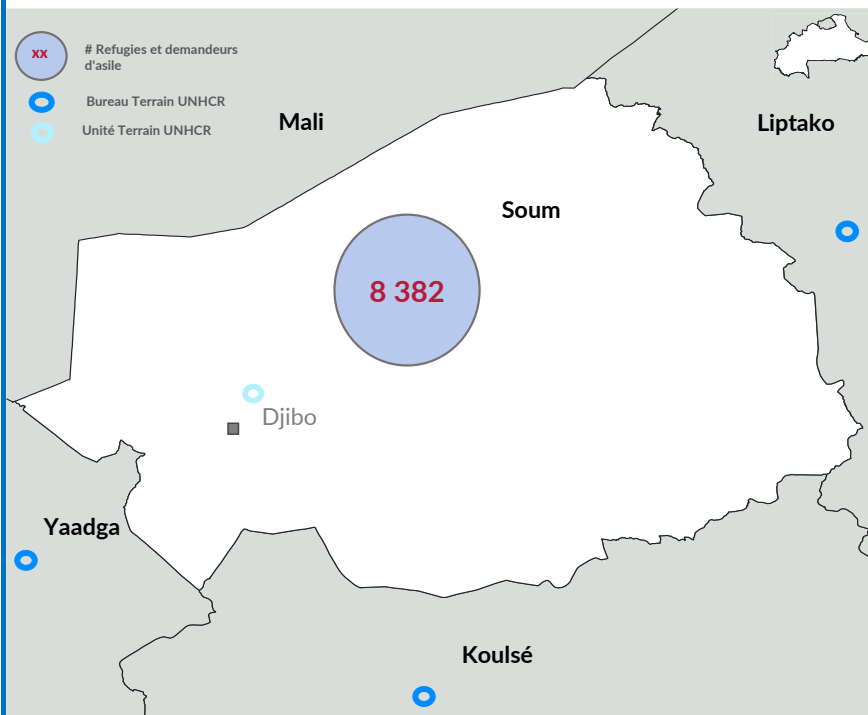 xx
# Refugies et demandeurs
d'asile
Bureau Terrain UNHCR
Unité Terrain UNHCR
Mali
Liptako
Soum
8 382
Djibo
Yaadga
Koulsé